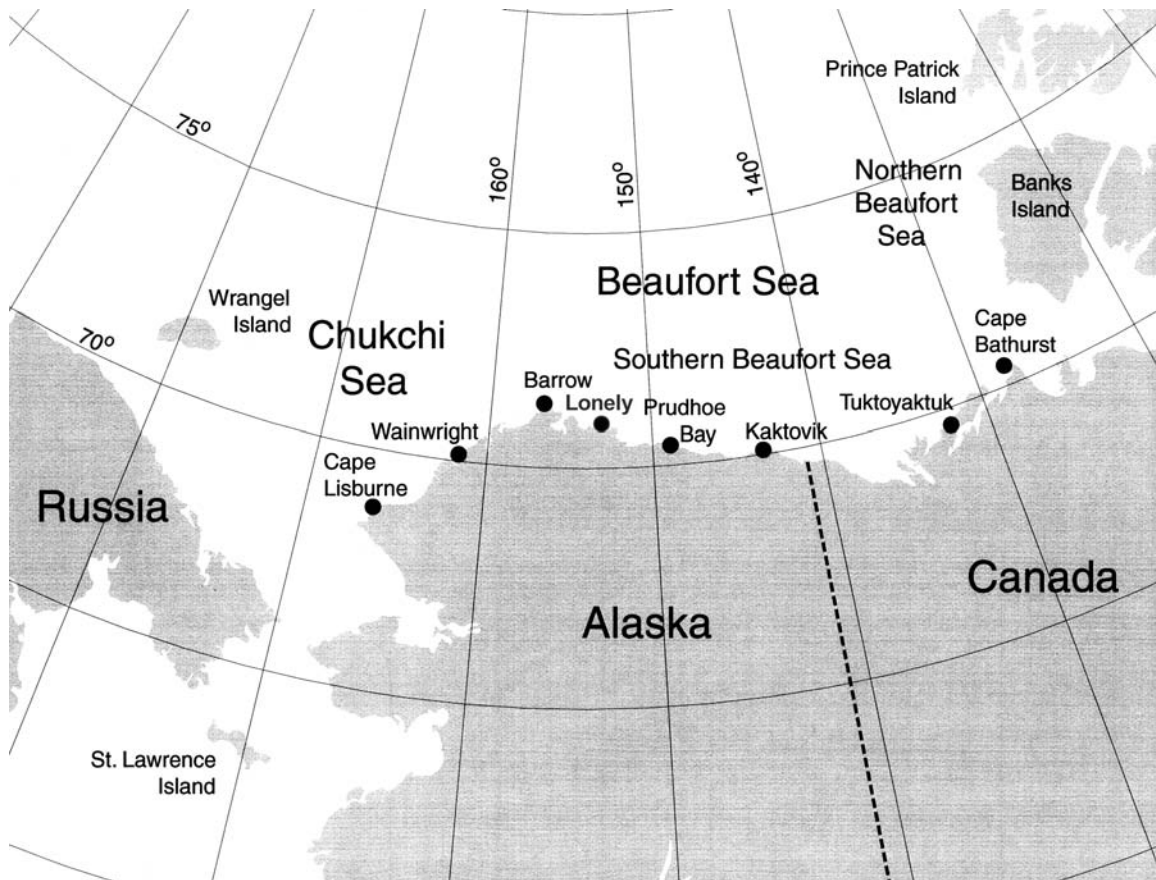 Prince Patrick
Island
75°
160°
150°
140°
Northern
Beaufort
Sea
Banks
Island
Beaufort Sea
Wrangel
Island
70°
Chukchi
Sea
Cape
Bathurst
Southern Beaufort Sea
Barrow
Lonely
Prudhoe
Bay
Tuktoyaktuk
Wainwright
Kaktovik
Cape
Lisburne
Russia
Canada
Alaska
St. Lawrence
Island